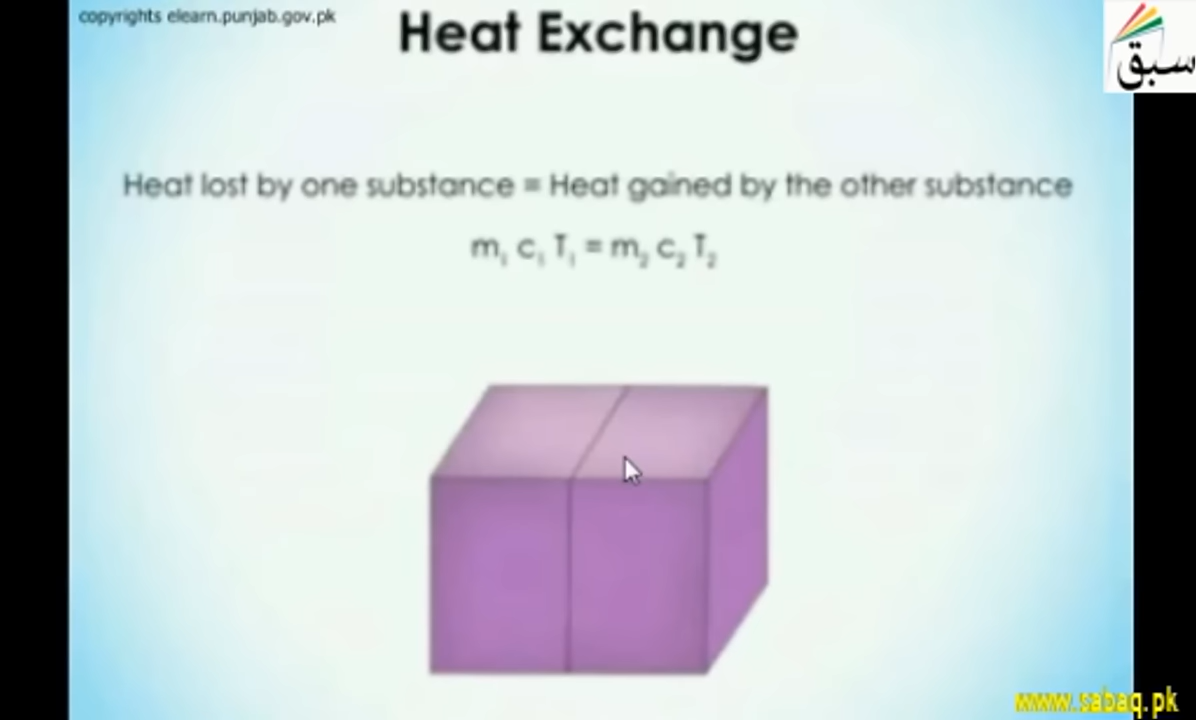 copyrights elearn.punjab.gov.pk
Heat Exchange
سبق
Heat lost by one substance = Heat gained by the other substance
m₁ c₁ T₁ = m₂ c₂ T₂
www.sabaq.pk